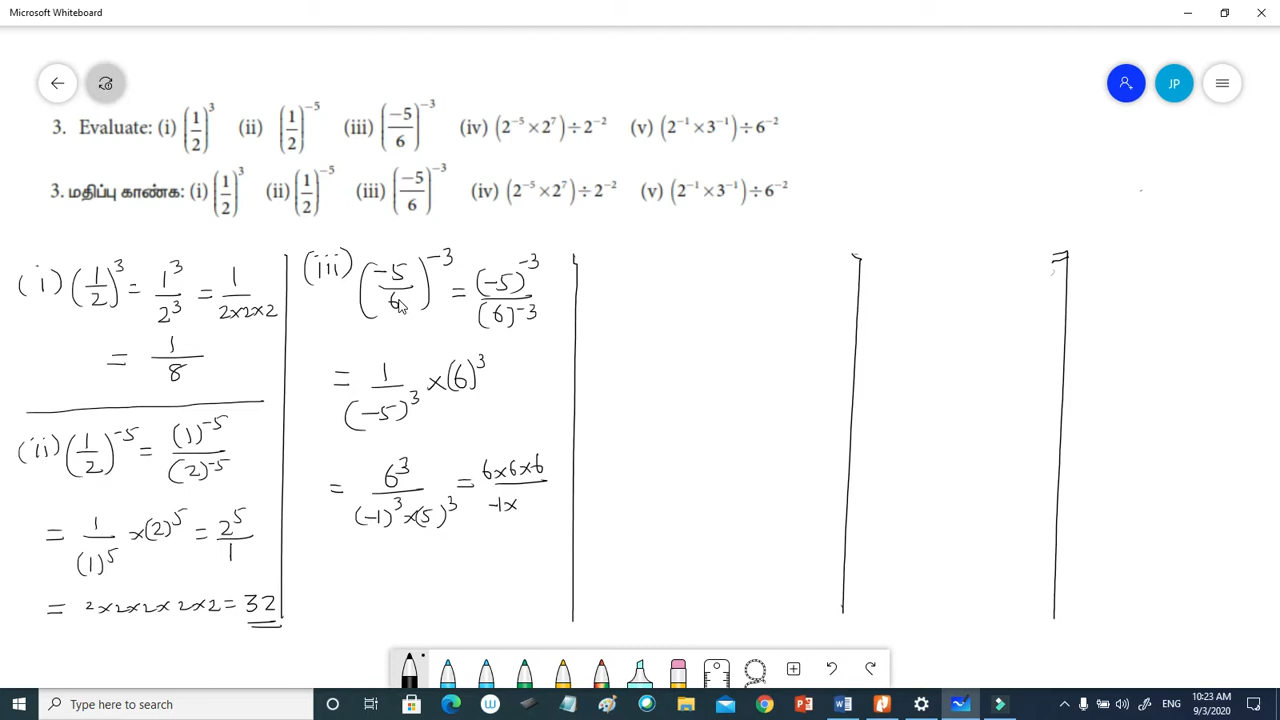 Microsoft Whiteboard
JP
3. Evaluate: (i) (1/2)^3 (ii) (1/2)^-5 (iii) (-5/6)^-3 (iv) (2^-5 × 2^7) ÷ 2^-2 (v) (2^-1 × 3^-1) ÷ 6^-2
3. மதிப்பு காண்க: (i) (1/2)^3 (ii) (1/2)^-5 (iii) (-5/6)^-3 (iv) (2^-5 × 2^7) ÷ 2^-2 (v) (2^-1 × 3^-1) ÷ 6^-2
(i) (1/2)^3 = 1^3/2^3 = 1/2×2×2
= 1/8
(ii) (1/2)^-5 = (1)^-5/(2)^-5
= 1/(1)^5 × (2)^5 = 2^5/1
= 2×2×2×2×2 = 32
(iii) (-5/6)^-3 = (-5)^-3/(6)^-3
= 1/(-5)^3 × (6)^3
= 6^3/(-1)^3 × (5)^3 = 6×6×6/-1×
=
Type here to search
ENG
10:23 AM
9/3/2020